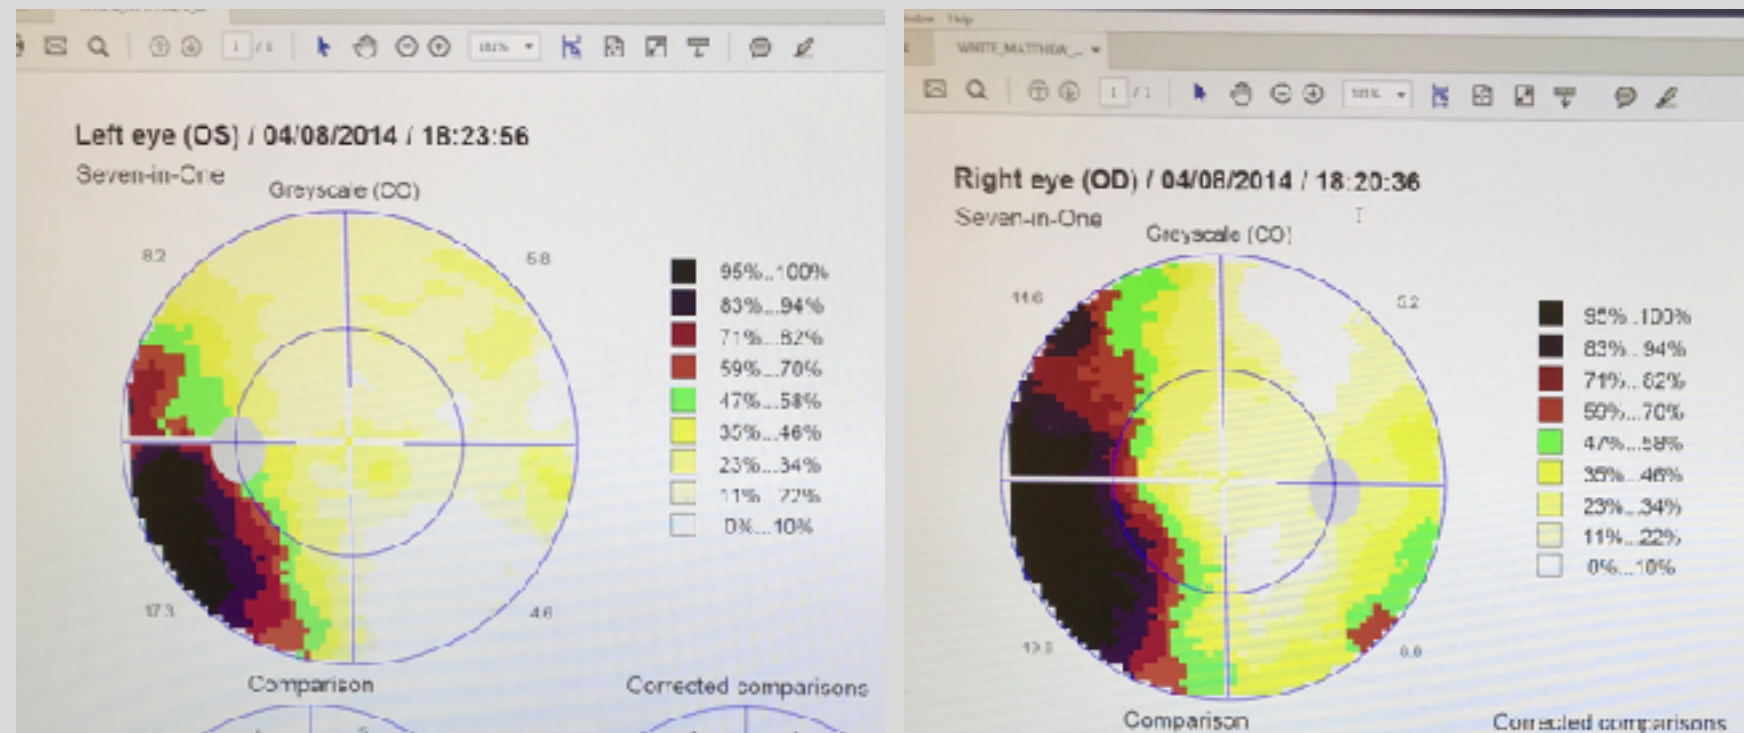 Left eye (OS) / 04/08/2014 / 18:23:56
Seven-in-One
Greyscale (CO)
8.2
5.8
95%...100%
83%...94%
71%...82%
59%...70%
47%...58%
35%...46%
23%...34%
11%...22%
0%...10%
17.3
4.6
Comparison
Corrected comparisons
Help
1 / 1
Right eye (OD) / 04/08/2014 / 18:20:36
Seven-in-One
Greyscale (CO)
5.2
95%...100%
83%...94%
71%...82%
59%...70%
47%...58%
35%...46%
23%...34%
11%...22%
0%...10%
Comparison
Corrected comparisons